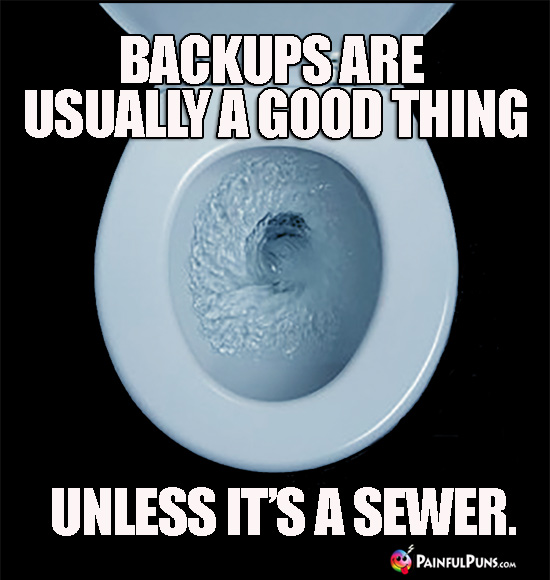 BACKUPS ARE
USUALLY A GOOD THING
UNLESS IT'S A SEWER.
PAINFULPUNS.COM